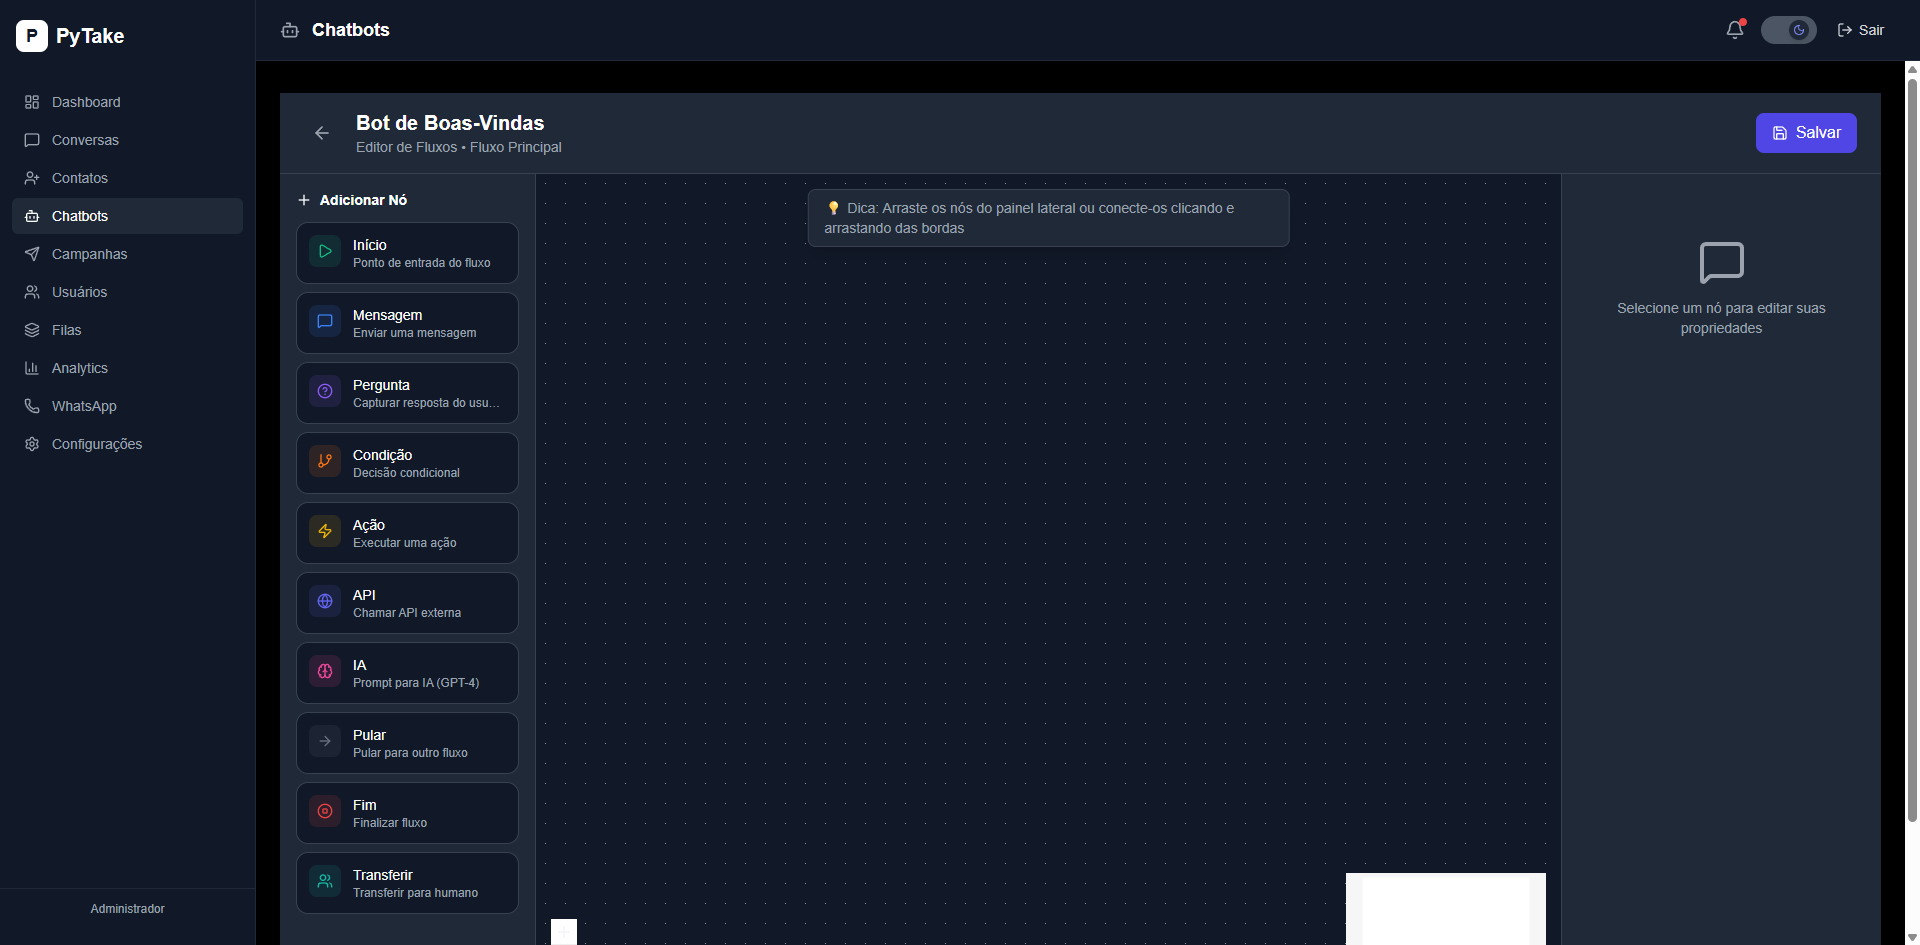 P PyTake
Chatbots
Sair
Dashboard
Conversas
Contatos
Chatbots
Campanhas
Usuários
Filas
Analytics
WhatsApp
Configurações
Administrador
Bot de Boas-Vindas
Editor de Fluxos • Fluxo Principal
Salvar
Adicionar Nó
Início
Ponto de entrada do fluxo
Mensagem
Enviar uma mensagem
Pergunta
Capturar resposta do usu...
Condição
Decisão condicional
Ação
Executar uma ação
API
Chamar API externa
IA
Prompt para IA (GPT-4)
Pular
Pular para outro fluxo
Fim
Finalizar fluxo
Transferir
Transferir para humano
💡 Dica: Arraste os nós do painel lateral ou conecte-os clicando e
arrastando das bordas
Selecione um nó para editar suas
propriedades